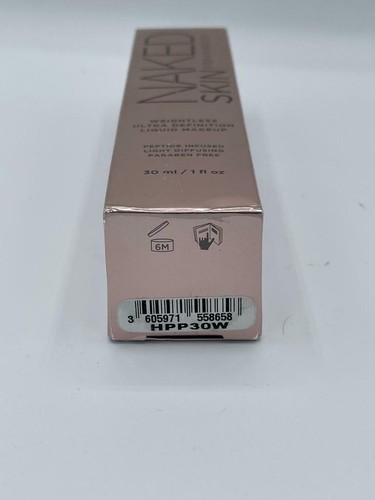 NAKED
SKIN
WEIGHTLESS
ULTRA DEFINITION
LIQUID MAKEUP
PEPTIDE INFUSED
LIGHT DIFFUSING
PARABEN FREE
30 ml / 1 fl oz
6M
3 605971 558658
HPP30W